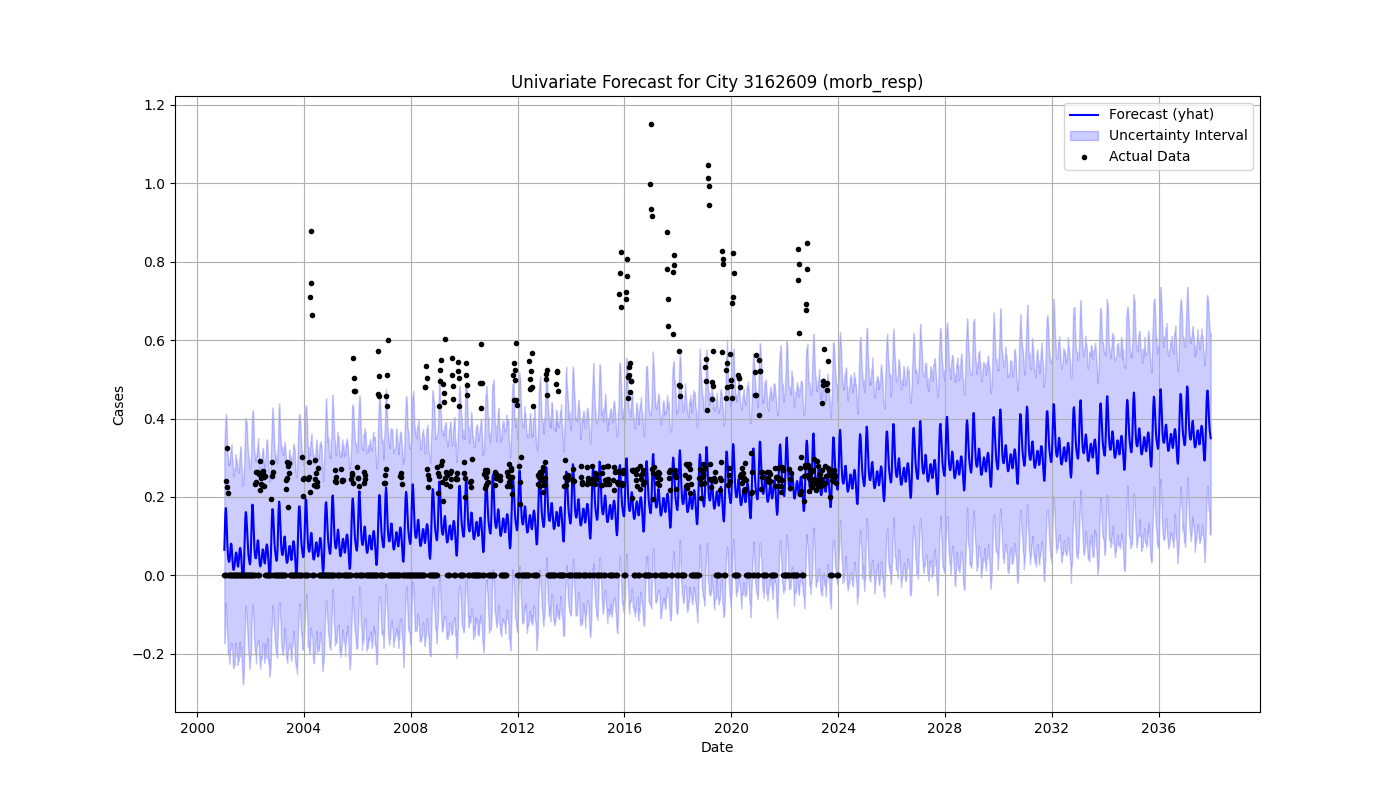 Univariate Forecast for City 3162609 (morb_resp)
Forecast (yhat)
Uncertainty Interval
Actual Data
Cases
1.2
1.0
0.8
0.6
0.4
0.2
0.0
−0.2
2000 2004 2008 2012 2016 2020 2024 2028 2032 2036
Date